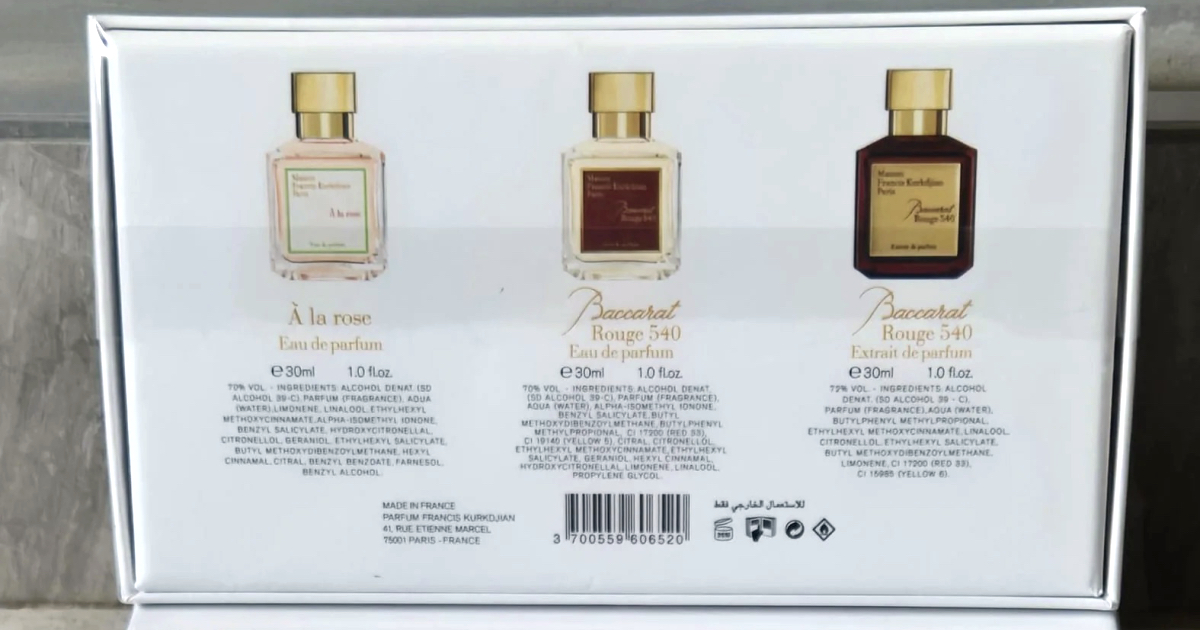 Maison
Francis Kurkdjian
Paris
À la rose
Eau de parfum
Maison
Francis Kurkdjian
Paris
Baccarat
Rouge 540
Eau de parfum
Maison
Francis Kurkdjian
Paris
Baccarat
Rouge 540
Extrait de parfum
À la rose
Eau de parfum
℮30ml 1.0 fl.oz.
70% VOL. - INGREDIENTS: ALCOHOL DENAT. (SD
ALCOHOL 39-C), PARFUM (FRAGRANCE), AQUA
(WATER),LIMONENE, LINALOOL,ETHYLHEXYL
METHOXYCINNAMATE,ALPHA-ISOMETHYL IONONE,
BENZYL SALICYLATE, HYDROXYCITRONELLAL,
CITRONELLOL, GERANIOL, ETHYLHEXYL SALICYLATE,
BUTYL METHOXYDIBENZOYLMETHANE, HEXYL
CINNAMAL,CITRAL, BENZYL BENZOATE, FARNESOL,
BENZYL ALCOHOL.
Baccarat
Rouge 540
Eau de parfum
℮30ml 1.0 fl.oz.
70% VOL. - INGREDIENTS: ALCOHOL DENAT.
(SD ALCOHOL 39-C), PARFUM (FRAGRANCE),
AQUA (WATER), ALPHA-ISOMETHYL IONONE,
BENZYL SALICYLATE,BUTYL
METHOXYDIBENZOYLMETHANE, BUTYLPHENYL
METHYLPROPIONAL, CI 17200 (RED 33),
CI 19140 (YELLOW 5), CITRAL, CITRONELLOL,
ETHYLHEXYL METHOXYCINNAMATE,ETHYLHEXYL
SALICYLATE, GERANIOL, HEXYL CINNAMAL,
HYDROXYCITRONELLAL, LIMONENE, LINALOOL,
PROPYLENE GLYCOL.
Baccarat
Rouge 540
Extrait de parfum
℮30ml 1.0 fl.oz.
72% VOL. - INGREDIENTS: ALCOHOL
DENAT. (SD ALCOHOL 39 - C),
PARFUM (FRAGRANCE),AQUA (WATER),
BUTYLPHENYL METHYLPROPIONAL,
ETHYLHEXYL METHOXYCINNAMATE, LINALOOL,
CITRONELLOL, ETHYLHEXYL SALICYLATE,
BUTYL METHOXYDIBENZOYLMETHANE,
LIMONENE, CI 17200 (RED 33),
CI 15985 (YELLOW 6).
MADE IN FRANCE
PARFUM FRANCIS KURKDJIAN
41, RUE ETIENNE MARCEL
75001 PARIS - FRANCE
3 700559 606520
للاستعمال الخارجي فقط